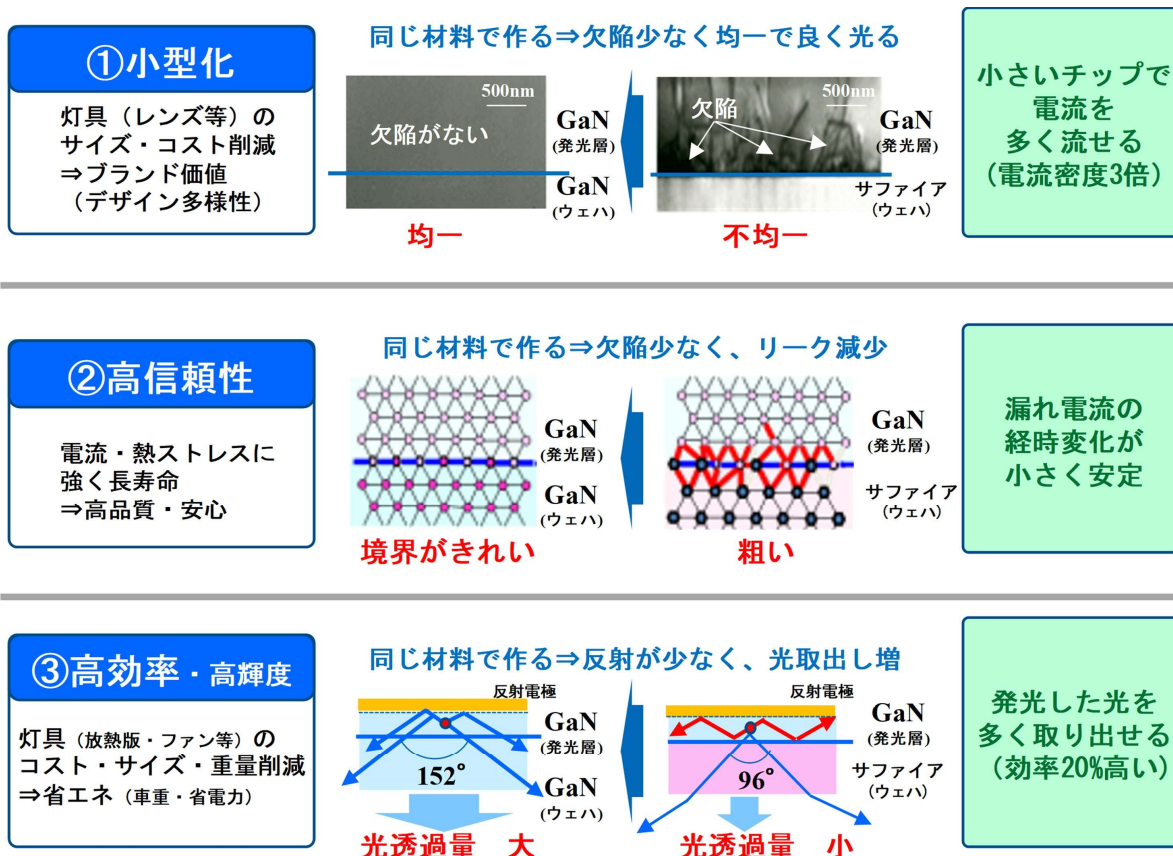 ①小型化
灯具（レンズ等）の
サイズ・コスト削減
⇒ブランド価値
（デザイン多様性）
同じ材料で作る⇒欠陥少なく均一で良く光る
500nm
欠陥がない
GaN
(発光層)
GaN
(ウェハ)
均一
500nm
欠陥
GaN
(発光層)
サファイア
(ウェハ)
不均一
小さいチップで
電流を
多く流せる
（電流密度3倍）
②高信頼性
電流・熱ストレスに
強く長寿命
⇒高品質・安心
同じ材料で作る⇒欠陥少なく、リーク減少
GaN
(発光層)
GaN
(ウェハ)
境界がきれい
GaN
(発光層)
サファイア
(ウェハ)
粗い
漏れ電流の
経時変化が
小さく安定
③高効率・高輝度
灯具（放熱版・ファン等）の
コスト・サイズ・重量削減
⇒省エネ（車重・省電力）
同じ材料で作る⇒反射が少なく、光取出し増
反射電極
GaN
(発光層)
152°
GaN
(ウェハ)
光透過量　大
反射電極
GaN
(発光層)
96°
サファイア
(ウェハ)
光透過量　小
発光した光を
多く取り出せる
（効率20%高い）